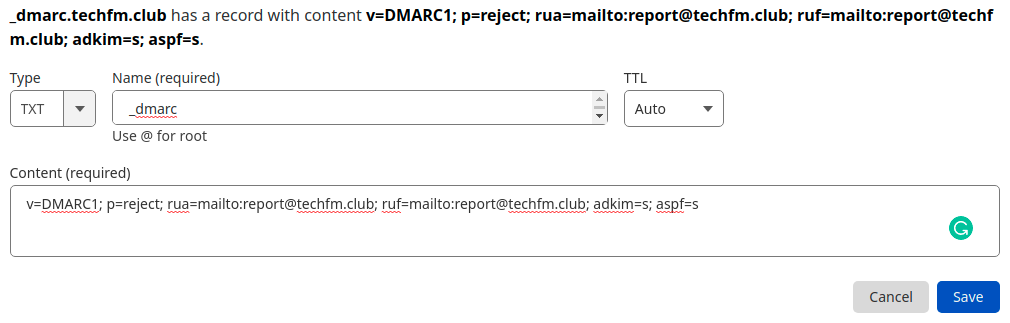 _dmarc.techfm.club has a record with content v=DMARC1; p=reject; rua=mailto:report@techfm.club; ruf=mailto:report@techf
m.club; adkim=s; aspf=s.
Type Name (required) TTL
TXT _dmarc Auto
Use @ for root
Content (required)
v=DMARC1; p=reject; rua=mailto:report@techfm.club; ruf=mailto:report@techfm.club; adkim=s; aspf=s
Cancel Save